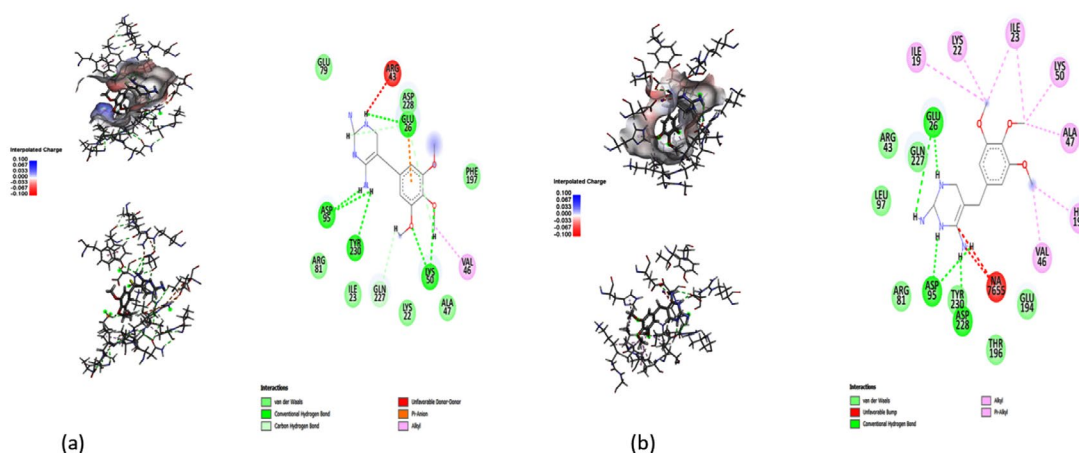 Interpolated Charge
0.100
0.067
0.033
0.000
-0.033
-0.067
-0.100
GLU
79
ARG
43
ASP
228
GLU
26
PHE
197
ASP
95
TYR
230
LYS
50
VAL
46
ARG
81
ILE
23
GLN
227
LYS
22
ALA
47
H
H
H
H
H
Interactions
van der Waals
Conventional Hydrogen Bond
Carbon Hydrogen Bond
Unfavorable Donor-Donor
Pi-Anion
Alkyl
(a)
Interpolated Charge
0.100
0.067
0.033
0.000
-0.033
-0.067
-0.100
ILE
19
LYS
22
ILE
23
LYS
50
ALA
47
GLU
26
ARG
43
GLN
227
LEU
97
VAL
46
ARG
81
ASP
95
TYR
230
ASP
228
NA
7655
GLU
194
THR
196
H
H
H
H
H
Interactions
van der Waals
Unfavorable Bump
Conventional Hydrogen Bond
Alkyl
Pi-Alkyl
(b)